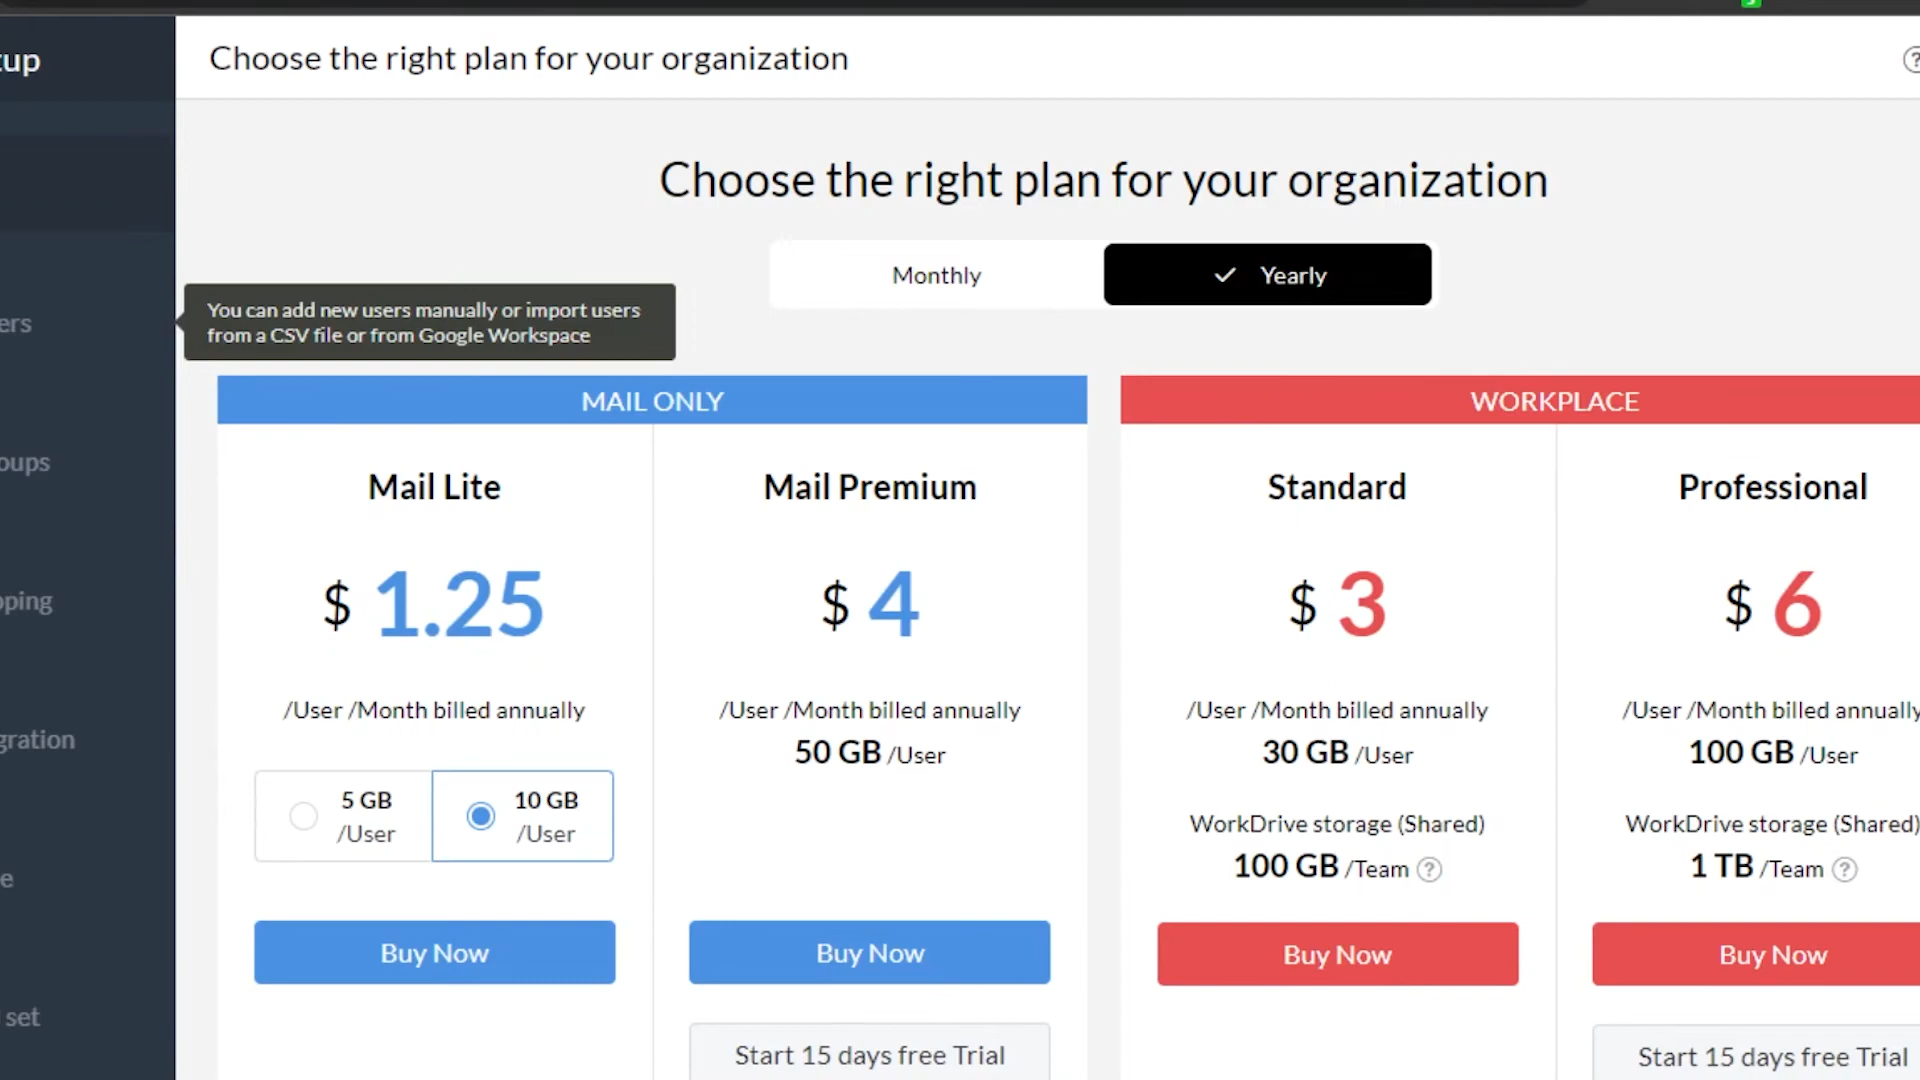 tup
Choose the right plan for your organization
Choose the right plan for your organization
Monthly
Yearly
You can add new users manually or import users
from a CSV file or from Google Workspace
ers
oups
pping
gration
e
set
MAIL ONLY
Mail Lite
$ 1.25
/User /Month billed annually
5 GB
/User
10 GB
/User
Buy Now
Mail Premium
$ 4
/User /Month billed annually
50 GB /User
Buy Now
Start 15 days free Trial
WORKPLACE
Standard
$ 3
/User /Month billed annually
30 GB /User
WorkDrive storage (Shared)
100 GB /Team ?
Buy Now
Professional
$ 6
/User /Month billed annually
100 GB /User
WorkDrive storage (Shared)
1 TB /Team ?
Buy Now
Start 15 days free Trial